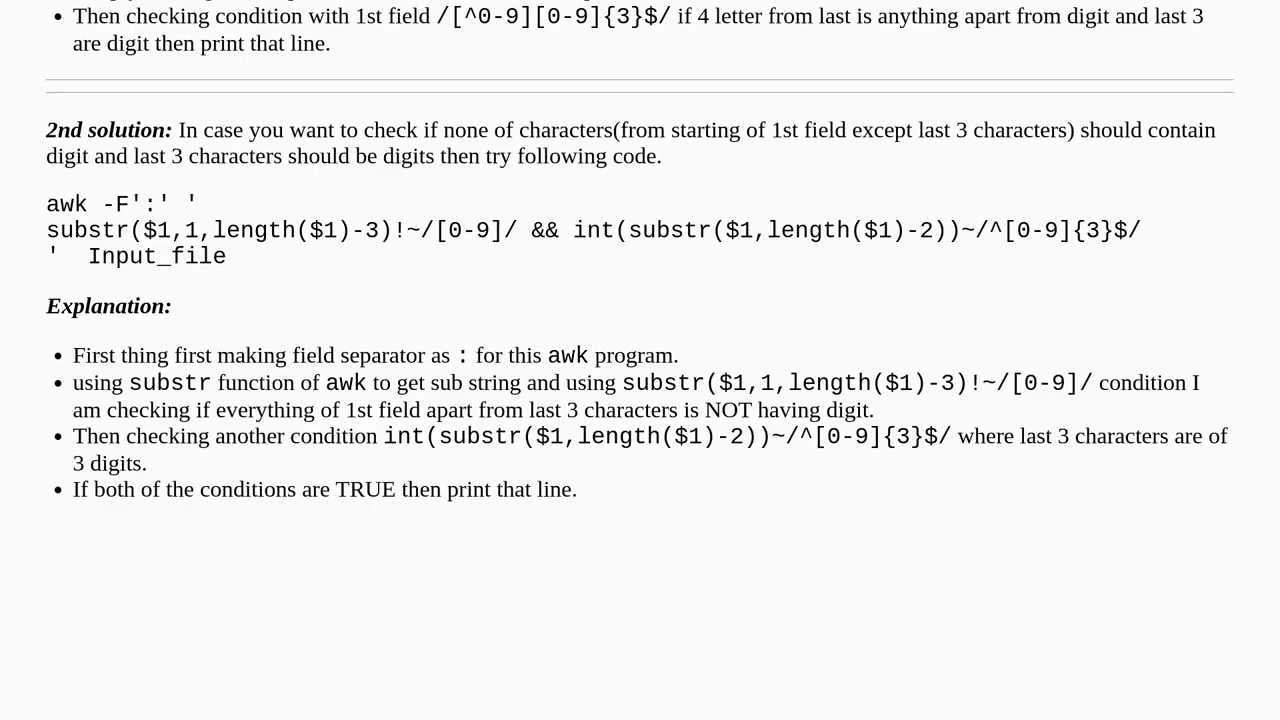 • Then checking condition with 1st field /[^0-9][0-9]{3}$/ if 4 letter from last is anything apart from digit and last 3
are digit then print that line.
2nd solution: In case you want to check if none of characters(from starting of 1st field except last 3 characters) should contain
digit and last 3 characters should be digits then try following code.
awk -F':' '
substr($1,1,length($1)-3)!~/[0-9]/ && int(substr($1,length($1)-2))~/^[0-9]{3}$/
'  Input_file
Explanation:
• First thing first making field separator as : for this awk program.
• using substr function of awk to get sub string and using substr($1,1,length($1)-3)!~/[0-9]/ condition I
am checking if everything of 1st field apart from last 3 characters is NOT having digit.
• Then checking another condition int(substr($1,length($1)-2))~/^[0-9]{3}$/ where last 3 characters are of
3 digits.
• If both of the conditions are TRUE then print that line.